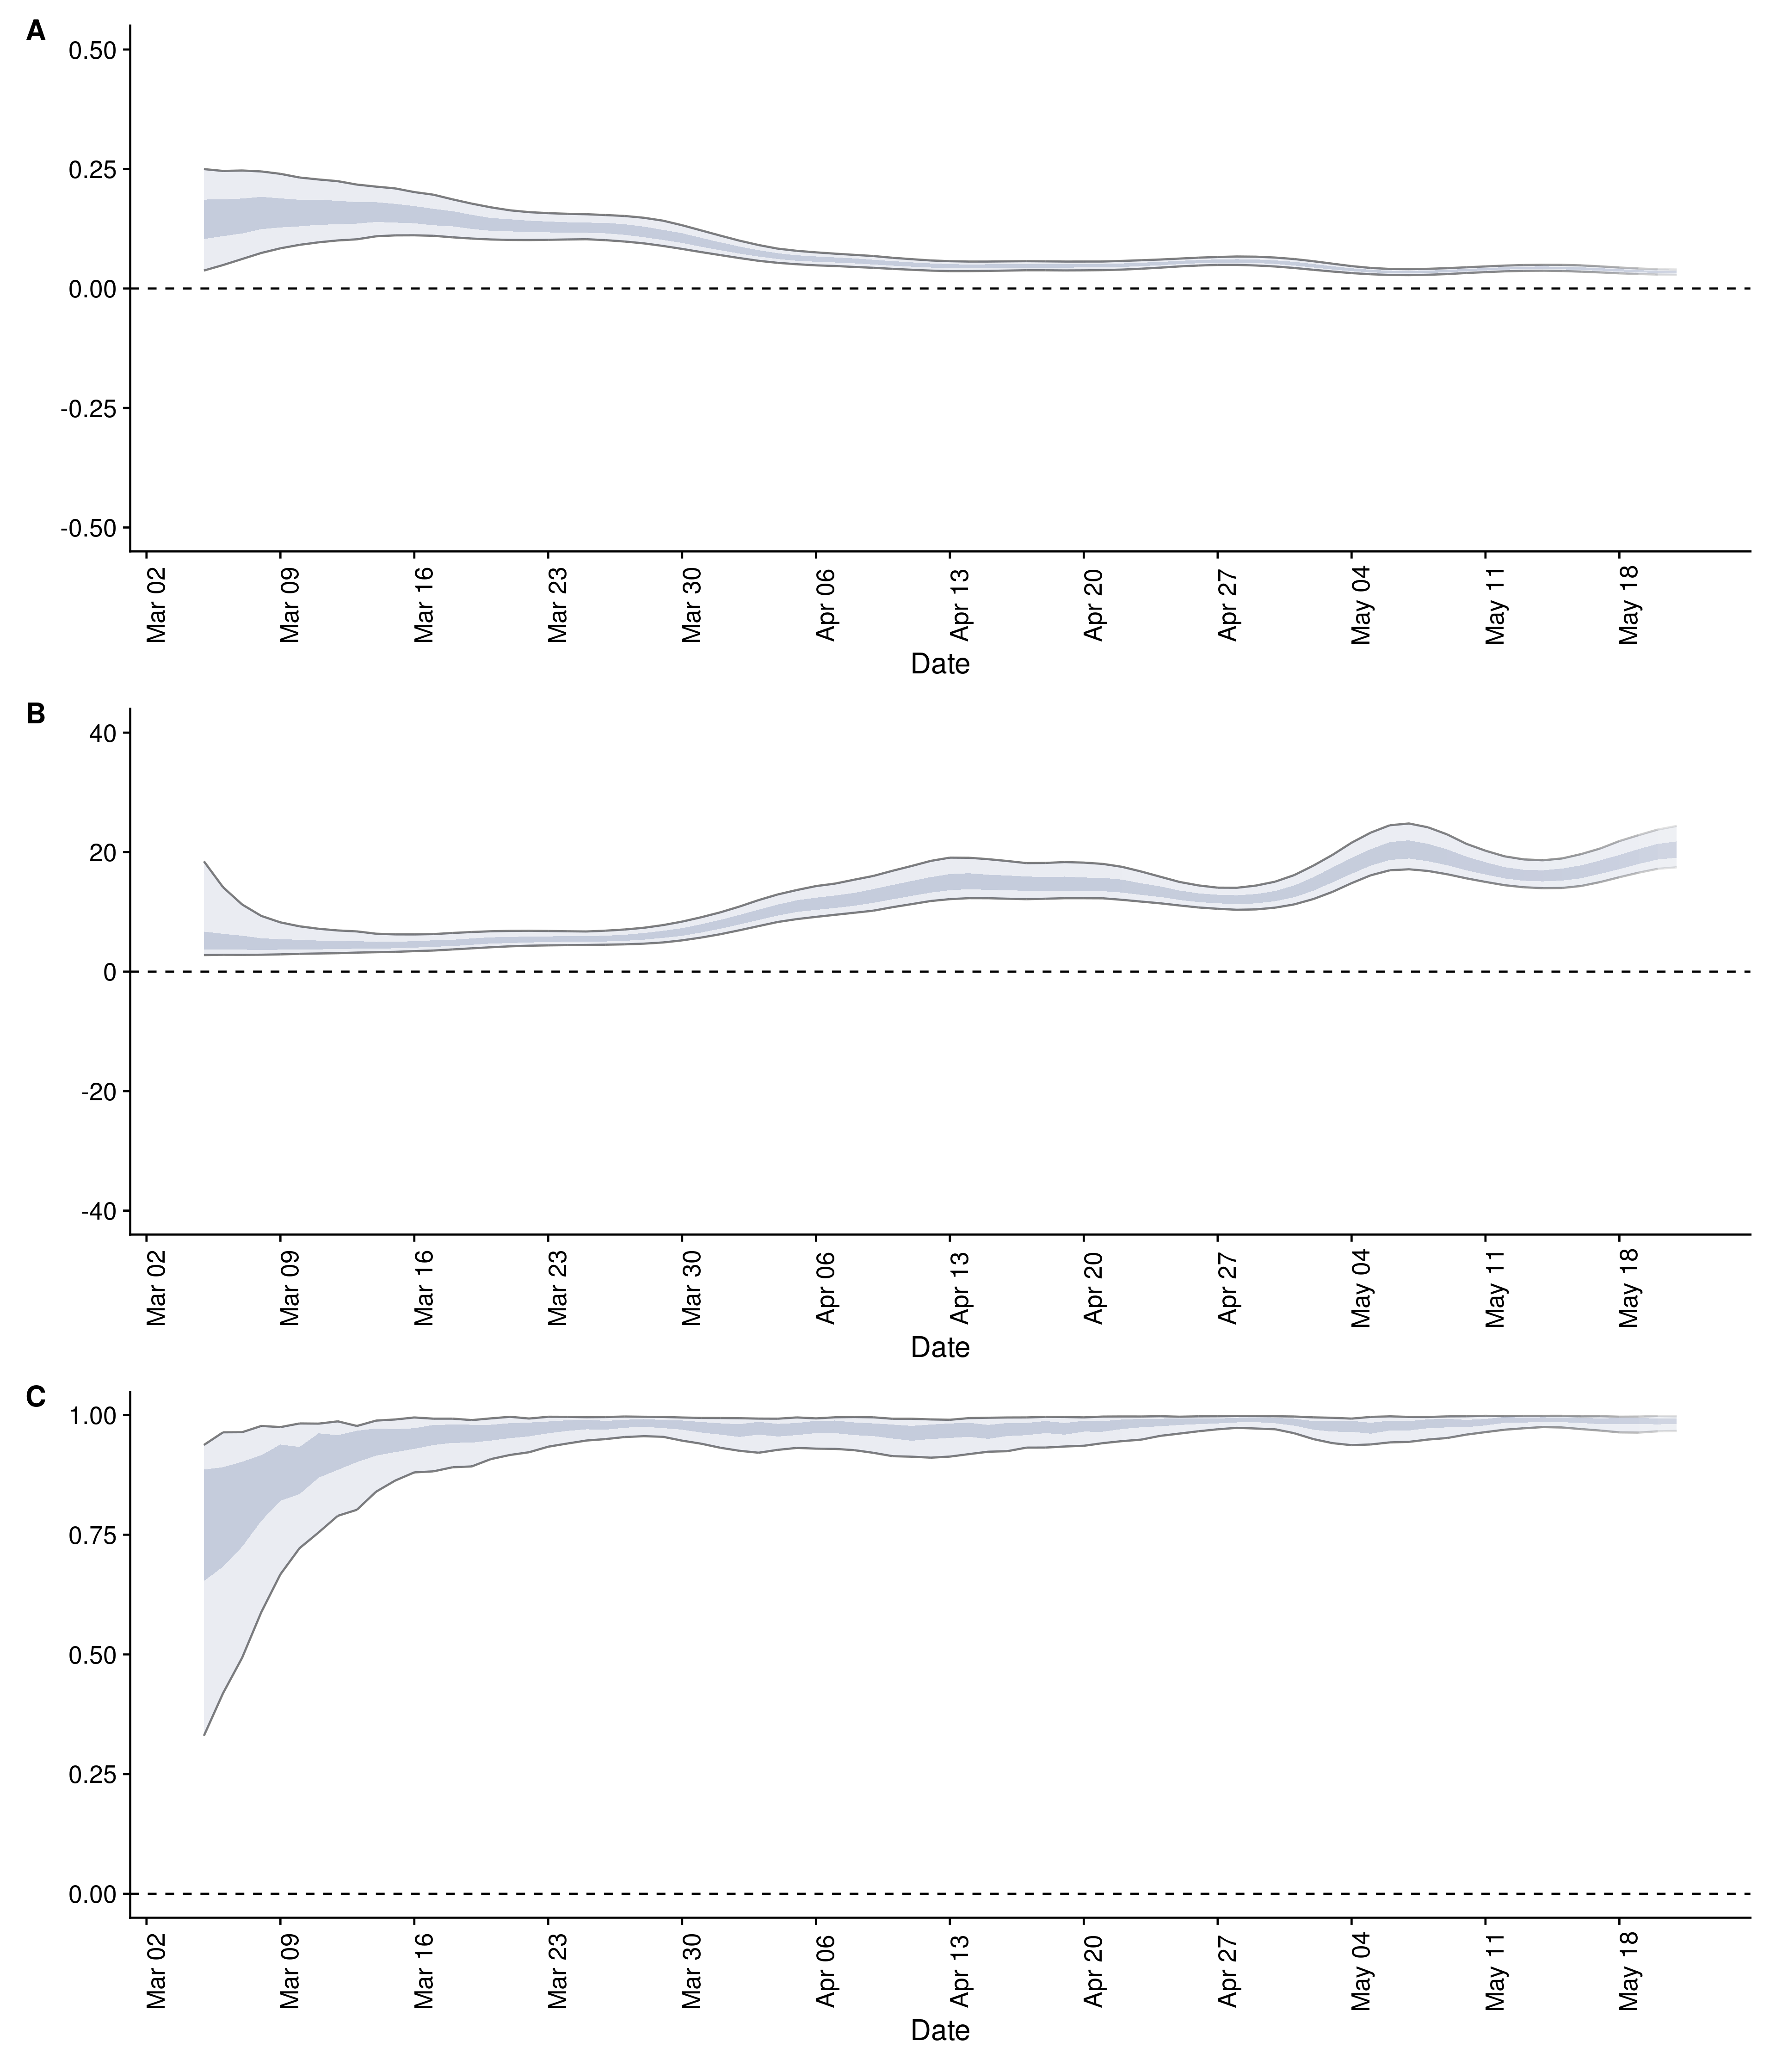 A
0.50
0.25
0.00
-0.25
-0.50
Mar 02
Mar 09
Mar 16
Mar 23
Mar 30
Apr 06
Apr 13
Apr 20
Apr 27
May 04
May 11
May 18
Date
B
40
20
0
-20
-40
Mar 02
Mar 09
Mar 16
Mar 23
Mar 30
Apr 06
Apr 13
Apr 20
Apr 27
May 04
May 11
May 18
Date
C
1.00
0.75
0.50
0.25
0.00
Mar 02
Mar 09
Mar 16
Mar 23
Mar 30
Apr 06
Apr 13
Apr 20
Apr 27
May 04
May 11
May 18
Date